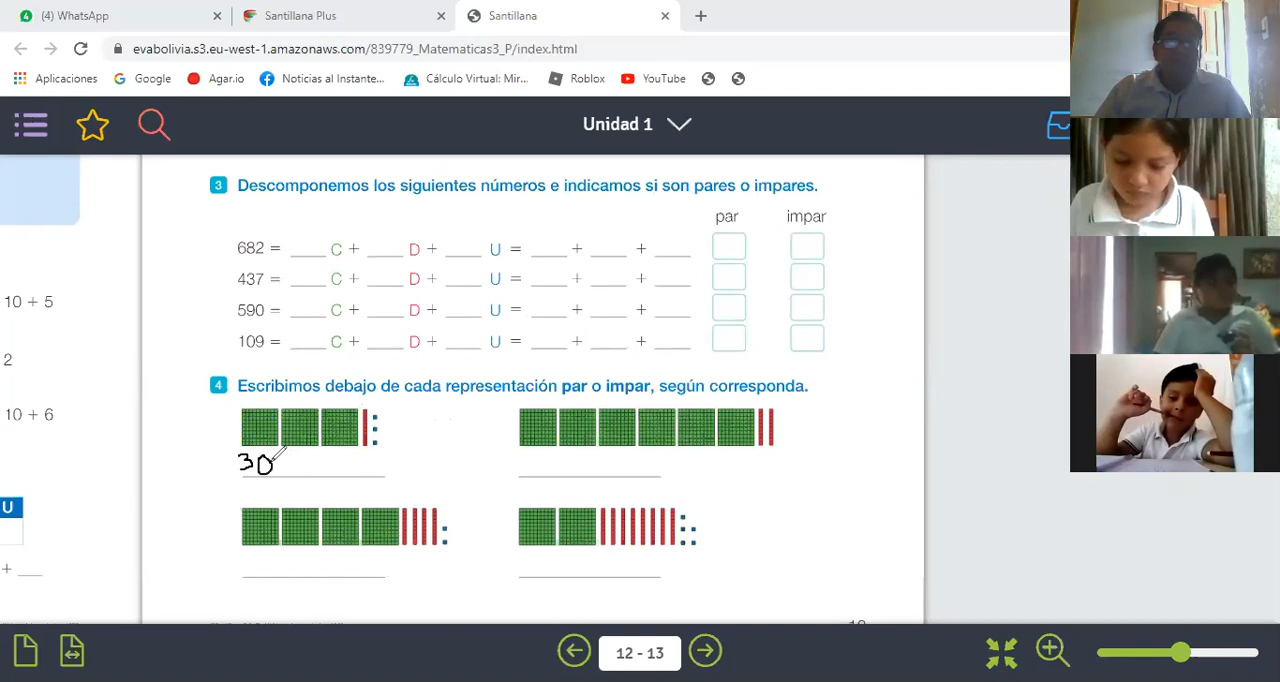 (4) WhatsApp
Santillana Plus
Santillana
evabolivia.s3.eu-west-1.amazonaws.com/839779_Matematicas3_P/index.html
Aplicaciones
Google
Agar.io
Noticias al Instante...
Cálculo Virtual: Mir...
Roblox
YouTube
Unidad 1
10 + 5
2
10 + 6
U
+ ___
3 Descomponemos los siguientes números e indicamos si son pares o impares.
par impar
682 = ____ C + ____ D + ____ U = ____ + ____ + ____
437 = ____ C + ____ D + ____ U = ____ + ____ + ____
590 = ____ C + ____ D + ____ U = ____ + ____ + ____
109 = ____ C + ____ D + ____ U = ____ + ____ + ____
4 Escribimos debajo de cada representación par o impar, según corresponda.
30
12 - 13